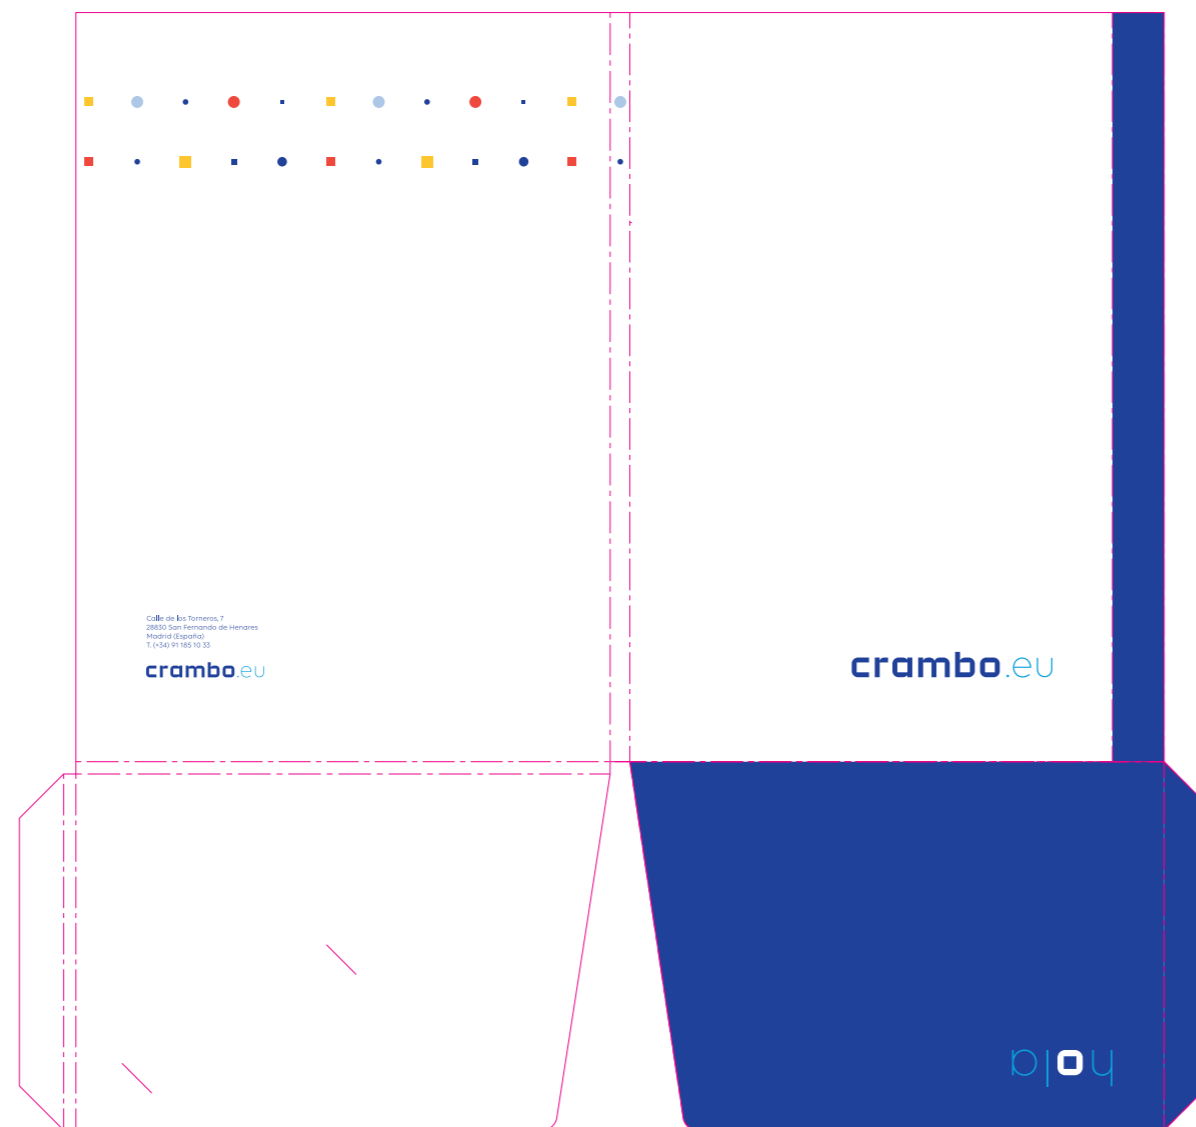 Calle de los Torneros, 7
28830 San Fernando de Henares
Madrid (España)
T. (+34) 91 185 10 33
crambo.eu
crambo.eu
hola